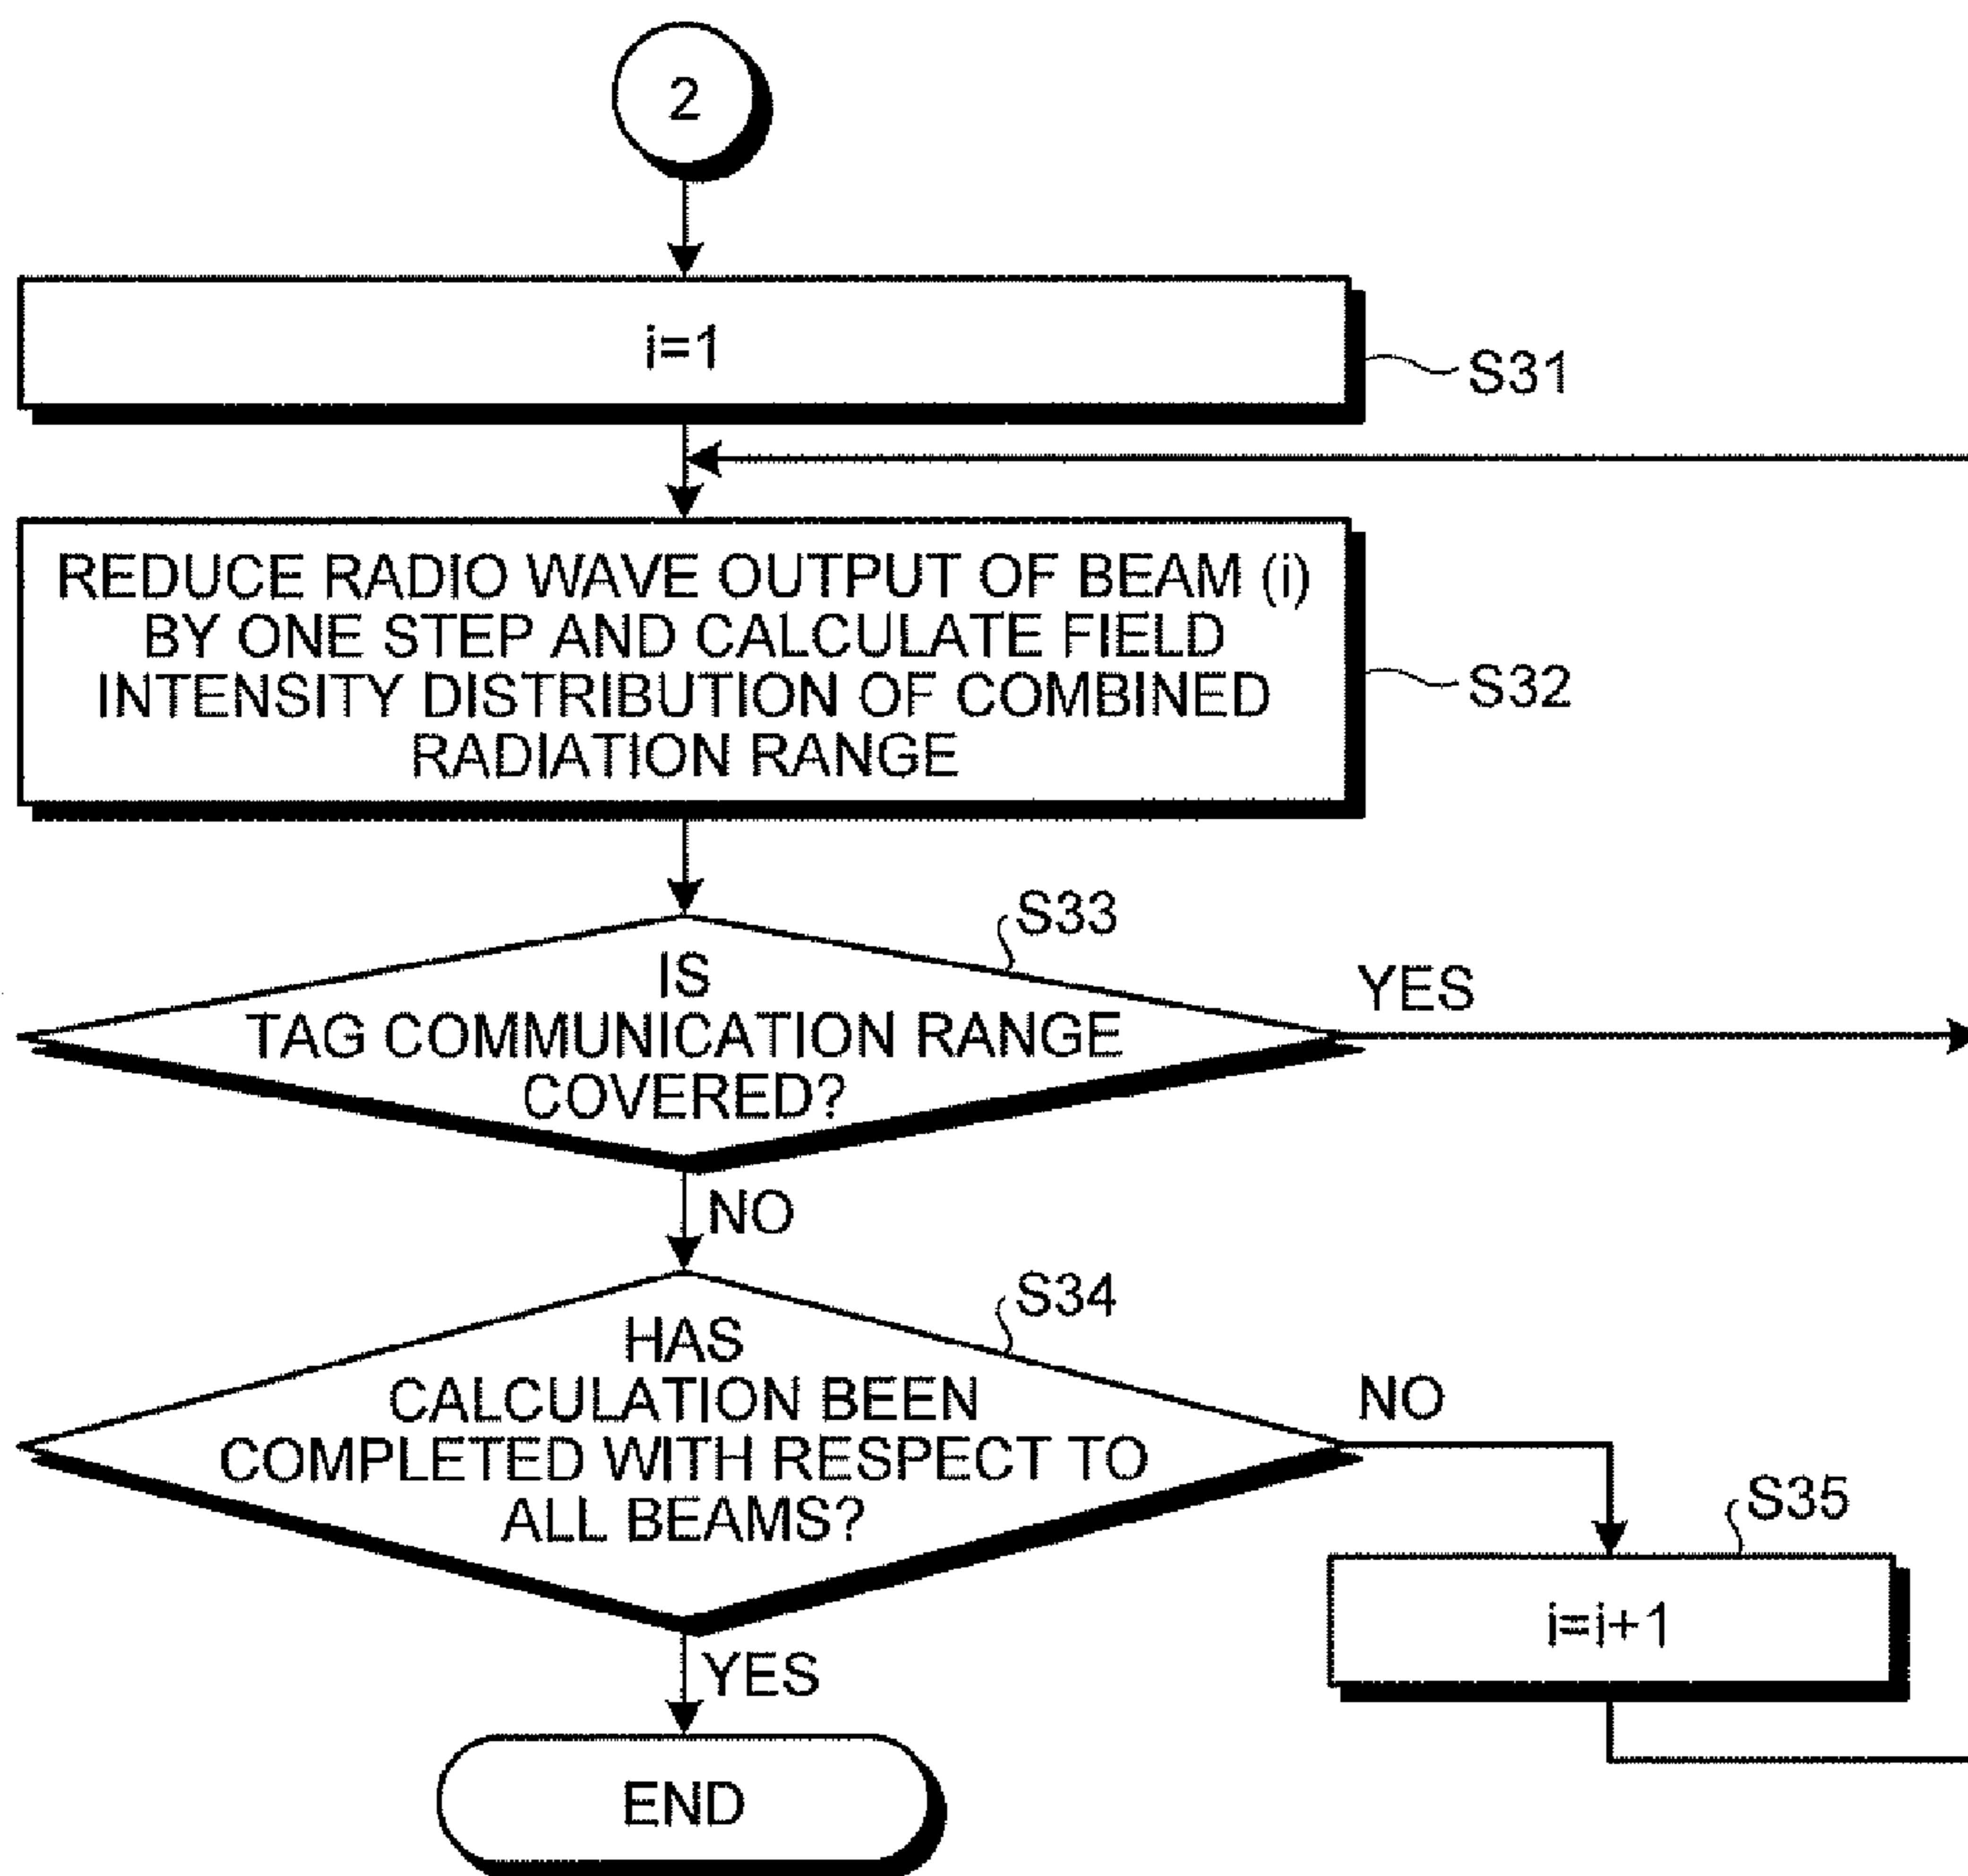 2
i=1
S31
REDUCE RADIO WAVE OUTPUT OF BEAM (i)
BY ONE STEP AND CALCULATE FIELD
INTENSITY DISTRIBUTION OF COMBINED
RADIATION RANGE
S32
S33
IS
TAG COMMUNICATION RANGE
COVERED?
YES
NO
S34
HAS
CALCULATION BEEN
COMPLETED WITH RESPECT TO
ALL BEAMS?
NO
S35
i=i+1
YES
END